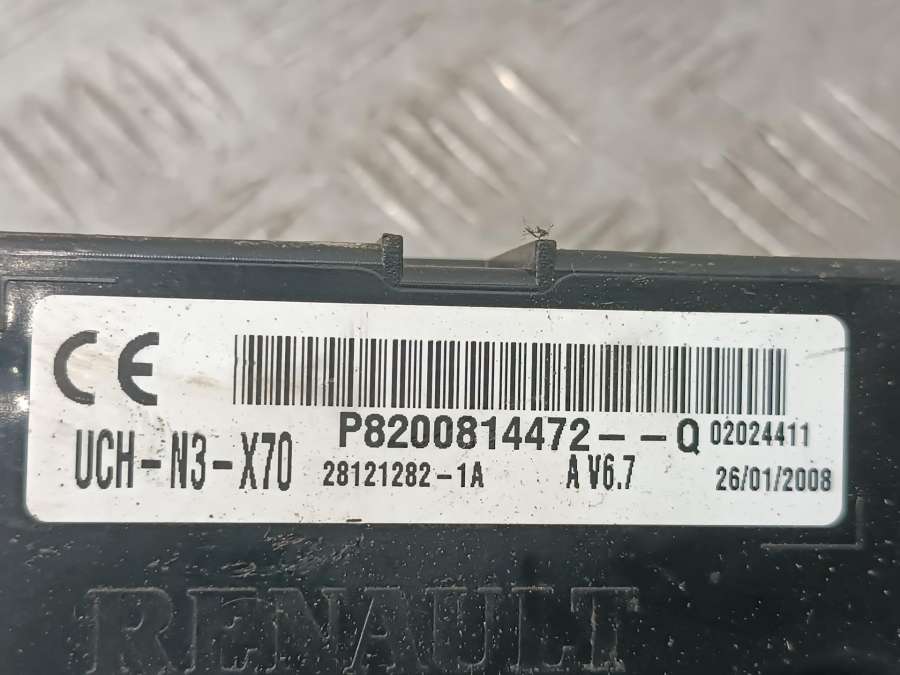 CE
P8200814472--Q 02024411
UCH-N3-X70 28121282-1A A V6.7 26/01/2008
RENAULT